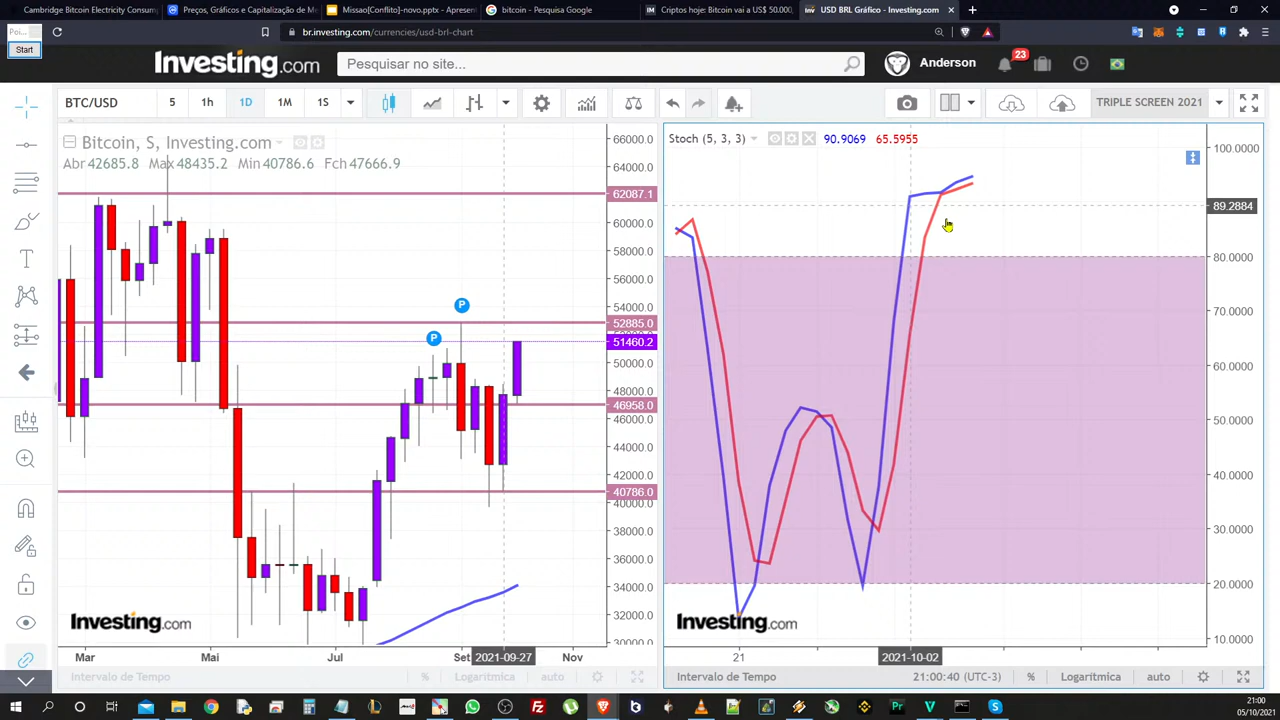 Cambridge Bitcoin Electricity Consump
Preços, Gráficos e Capitalização de Me
Missao[Conflito]-novo.pptx - Apresen
bitcoin - Pesquisa Google
Criptos hoje: Bitcoin vai a US$ 50.000,
USD BRL Gráfico - Investing.com
Poi...
Start
br.investing.com/currencies/usd-brl-chart
Investing.com
Pesquisar no site...
Anderson
23
BTC/USD
5
1h
1D
1M
1S
TRIPLE SCREEN 2021
Bitcoin, S, Investing.com
Abr 42685.8 Max 48435.2 Min 40786.6 Fch 47666.9
66000.0
64000.0
62087.1
60000.0
58000.0
56000.0
54000.0
52885.0
51460.2
50000.0
48000.0
46958.0
44000.0
42000.0
40786.0
40000.0
38000.0
36000.0
34000.0
32000.0
30000.0
P
P
Investing.com
Mar
Mai
Jul
Set
2021-09-27
Nov
Intervalo de Tempo
%
Logarítmica
auto
Stoch (5, 3, 3)
90.9069
65.5955
100.0000
89.2884
80.0000
70.0000
60.0000
50.0000
40.0000
30.0000
20.0000
10.0000
Investing.com
21
2021-10-02
Intervalo de Tempo
21:00:40 (UTC-3)
%
Logarítmica
auto
21:00
05/10/2021